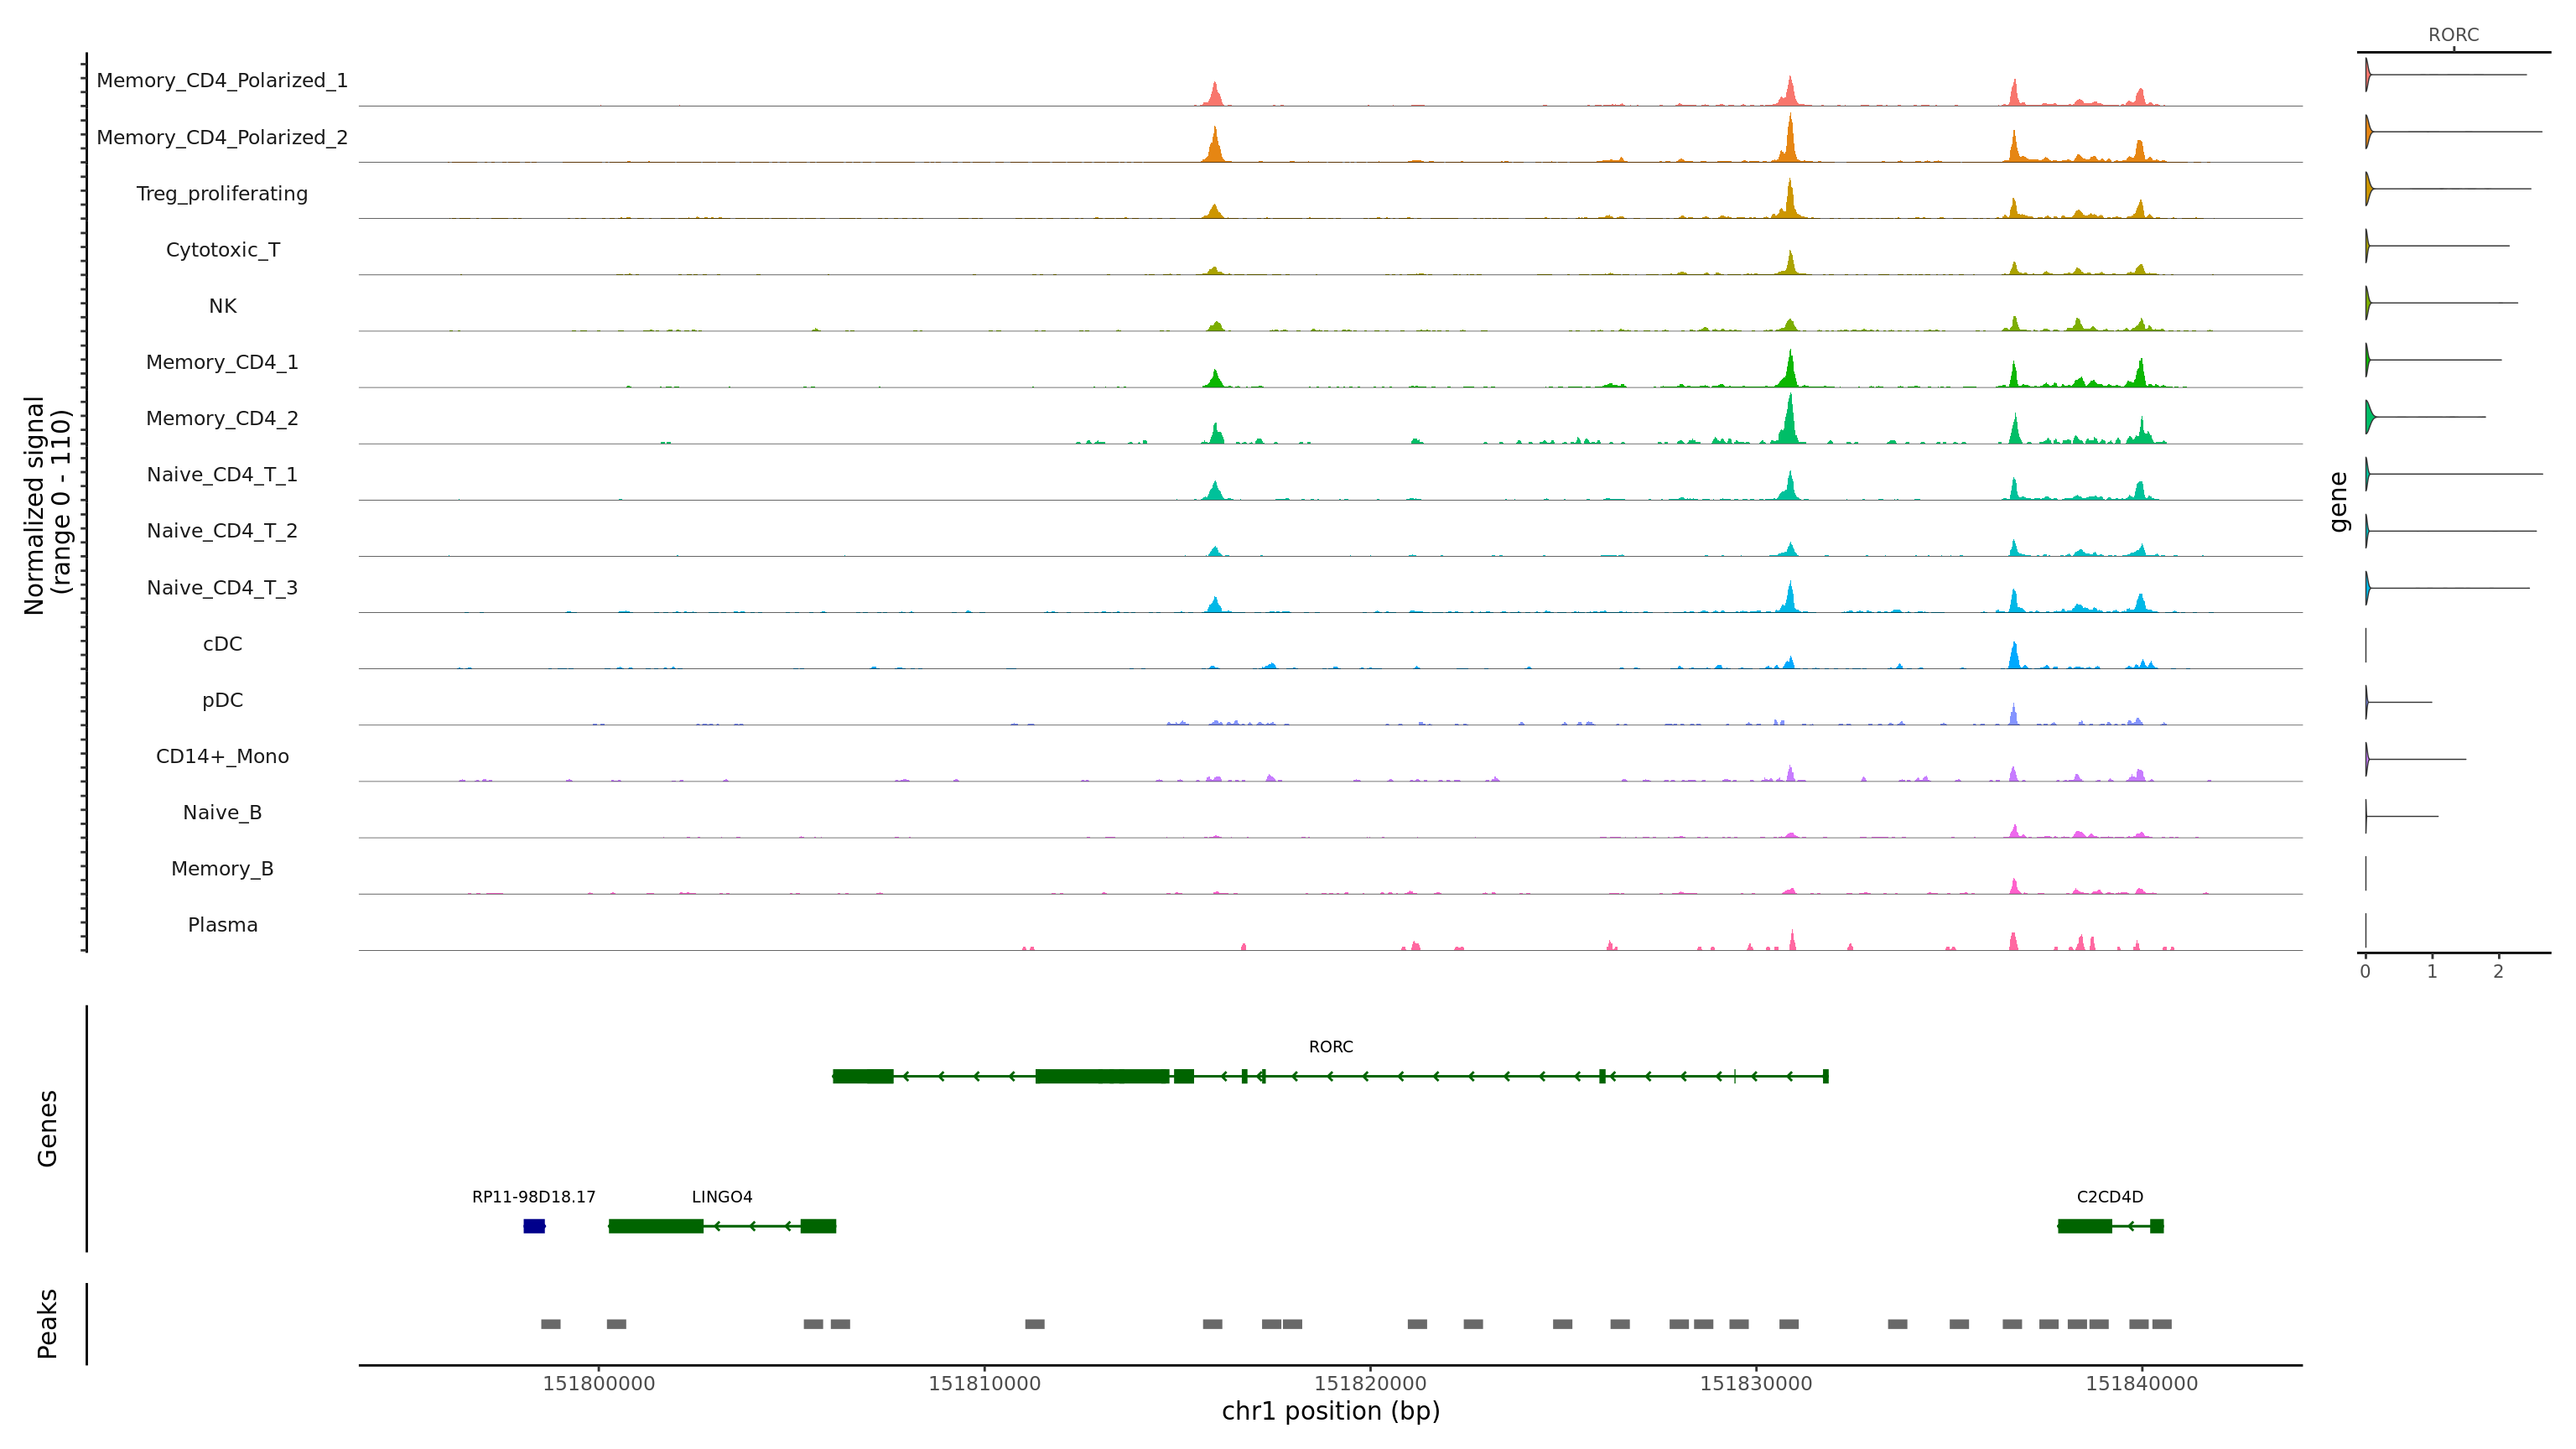 RORC
Memory_CD4_Polarized_1
Memory_CD4_Polarized_2
Treg_proliferating
Cytotoxic_T
NK
Memory_CD4_1
Memory_CD4_2
Naive_CD4_T_1
Naive_CD4_T_2
Naive_CD4_T_3
cDC
pDC
CD14+_Mono
Naive_B
Memory_B
Plasma
Normalized signal
(range 0 - 110)
gene
0 1 2
Genes
RORC
RP11-98D18.17 LINGO4 C2CD4D
Peaks
151800000 151810000 151820000 151830000 151840000
chr1 position (bp)